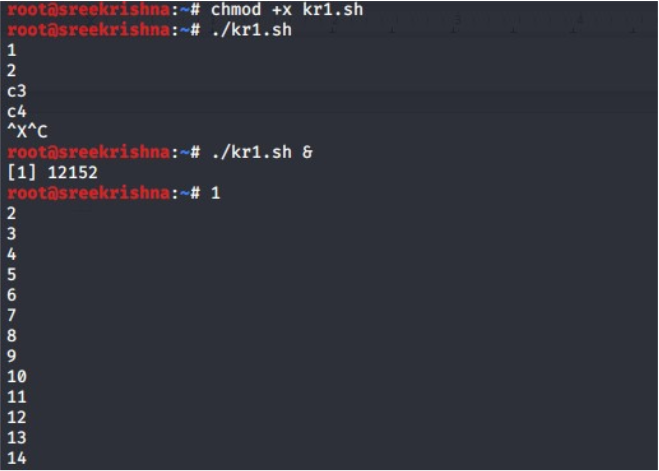 root@sreekrishna:~# chmod +x kr1.sh
root@sreekrishna:~# ./kr1.sh
1
2
c3
c4
^X^C
root@sreekrishna:~# ./kr1.sh &
[1] 12152
root@sreekrishna:~# 1
2
3
4
5
6
7
8
9
10
11
12
13
14